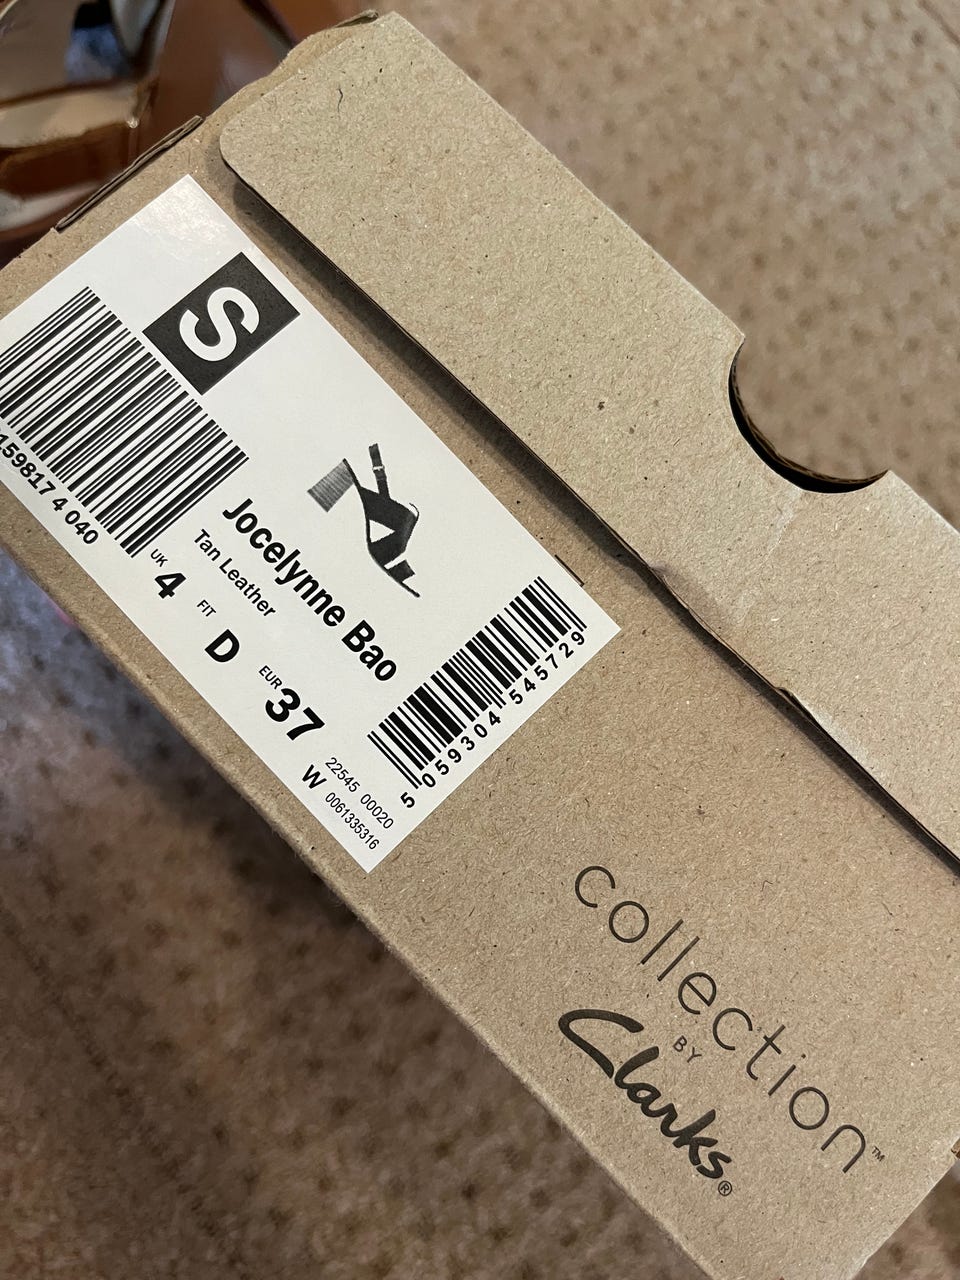 S
159817 4 040
Jocelynne Bao
Tan Leather
UK 4 FIT D EUR 37 W
22545 00020
0061335316
5 059304 545729
collection™
BY
Clarks®